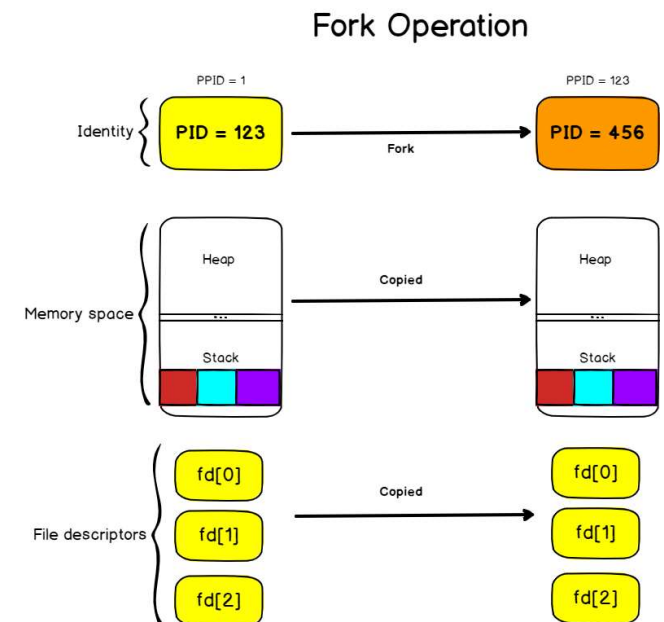 Fork Operation
PPID = 1
PPID = 123
Identity
PID = 123
Fork
PID = 456
Heap
Copied
Heap
Memory space
...
Stack
Stack
fd[0]
Copied
fd[0]
File descriptors
fd[1]
fd[1]
fd[2]
fd[2]